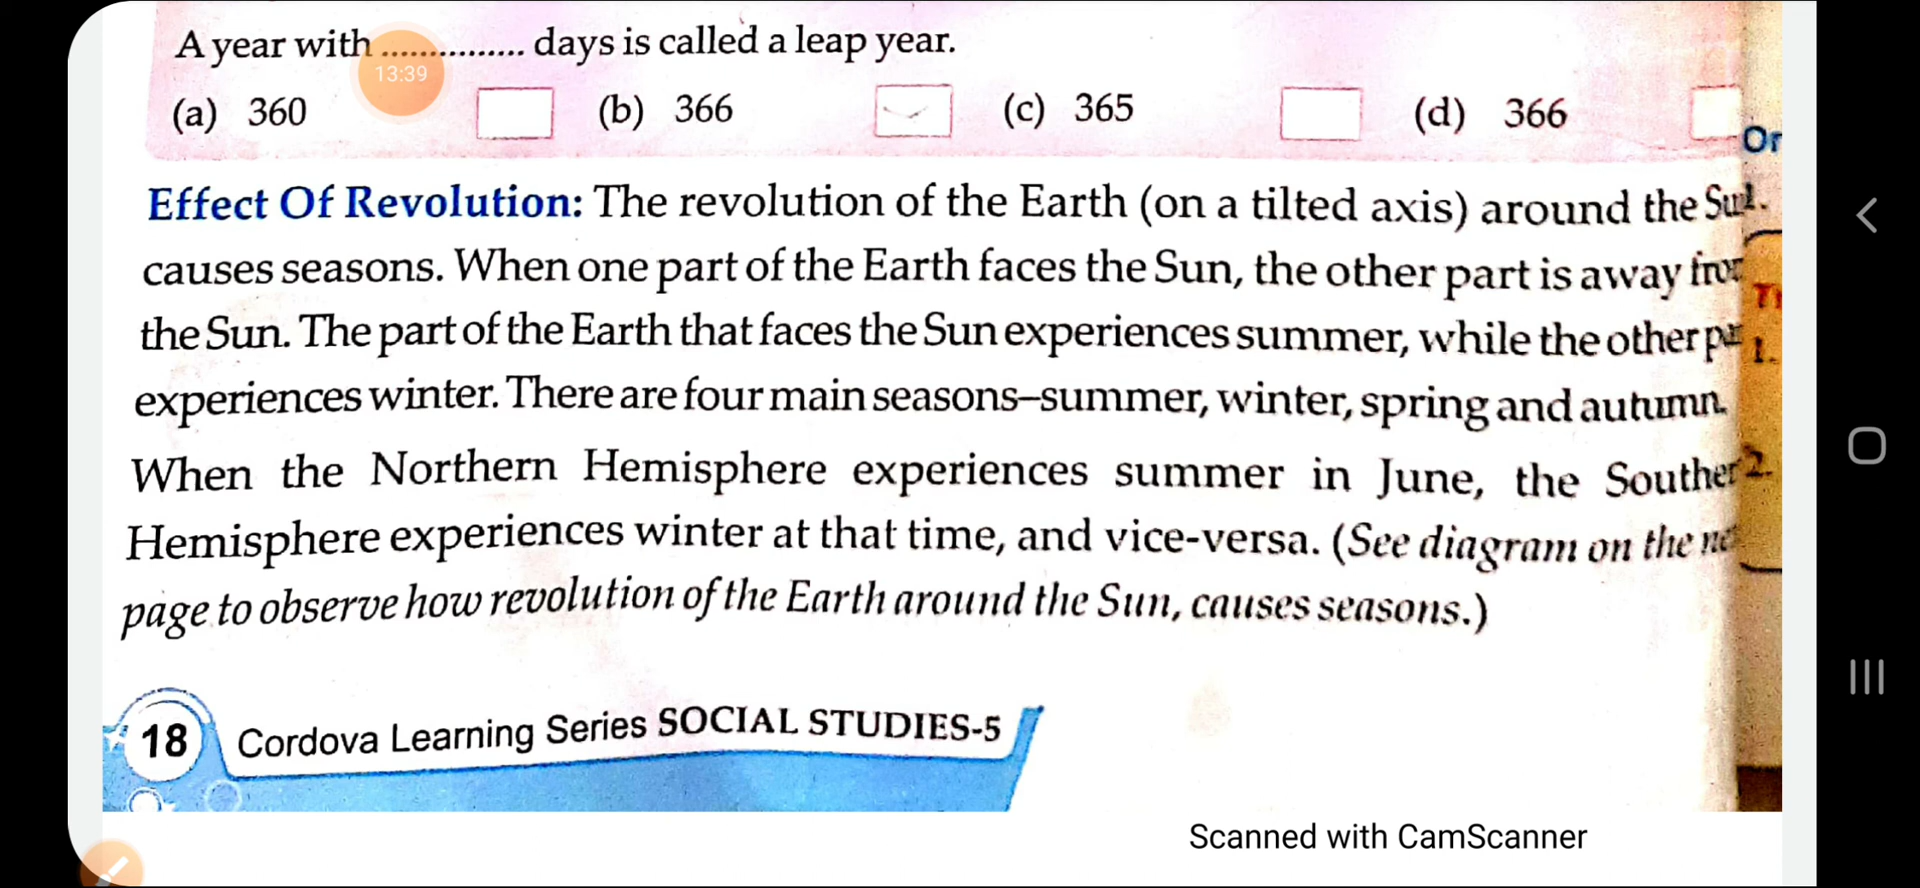 A year with ............... days is called a leap year.
13:39
(a) 360 (b) 366 (c) 365 (d) 366
Or
Effect Of Revolution: The revolution of the Earth (on a tilted axis) around the
causes seasons. When one part of the Earth faces the Sun, the other part is away
the Sun. The part of the Earth that faces the Sun experiences summer, while the other
1.
experiences winter. There are four main seasons–summer, winter, spring and autumn.
When the Northern Hemisphere experiences summer in June, the Souther
2.
Hemisphere experiences winter at that time, and vice-versa. (See diagram on the
page to observe how revolution of the Earth around the Sun, causes seasons.)
18 Cordova Learning Series SOCIAL STUDIES-5
Scanned with CamScanner